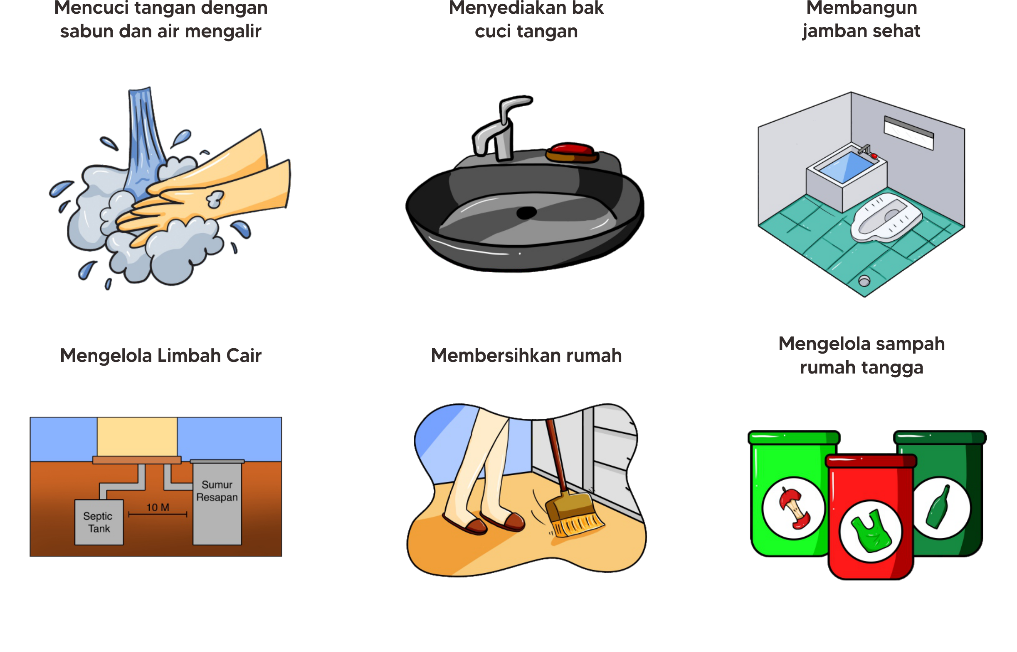 Mencuci tangan dengan
sabun dan air mengalir
Menyediakan bak
cuci tangan
Membangun
jamban sehat
Mengelola Limbah Cair
Membersihkan rumah
Mengelola sampah
rumah tangga
Sumur
Resapan
10 M
Septic
Tank